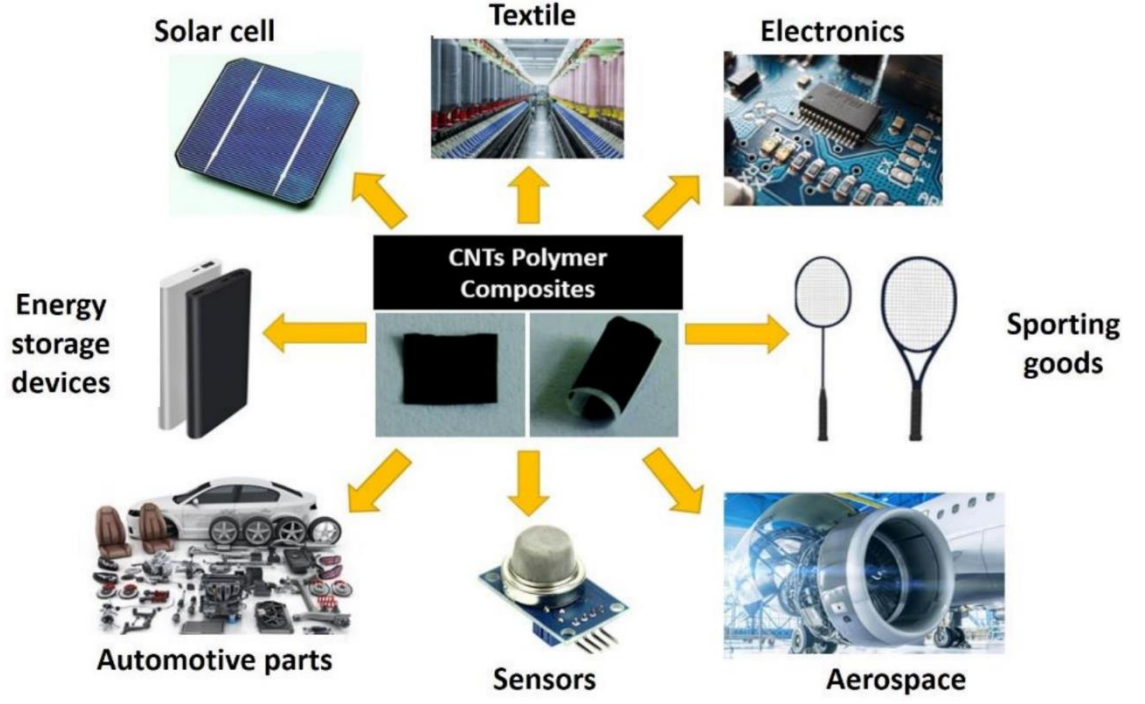 Textile
Solar cell
Electronics
CNTs Polymer
Composites
Energy
storage
devices
Sporting
goods
Automotive parts
Sensors
Aerospace